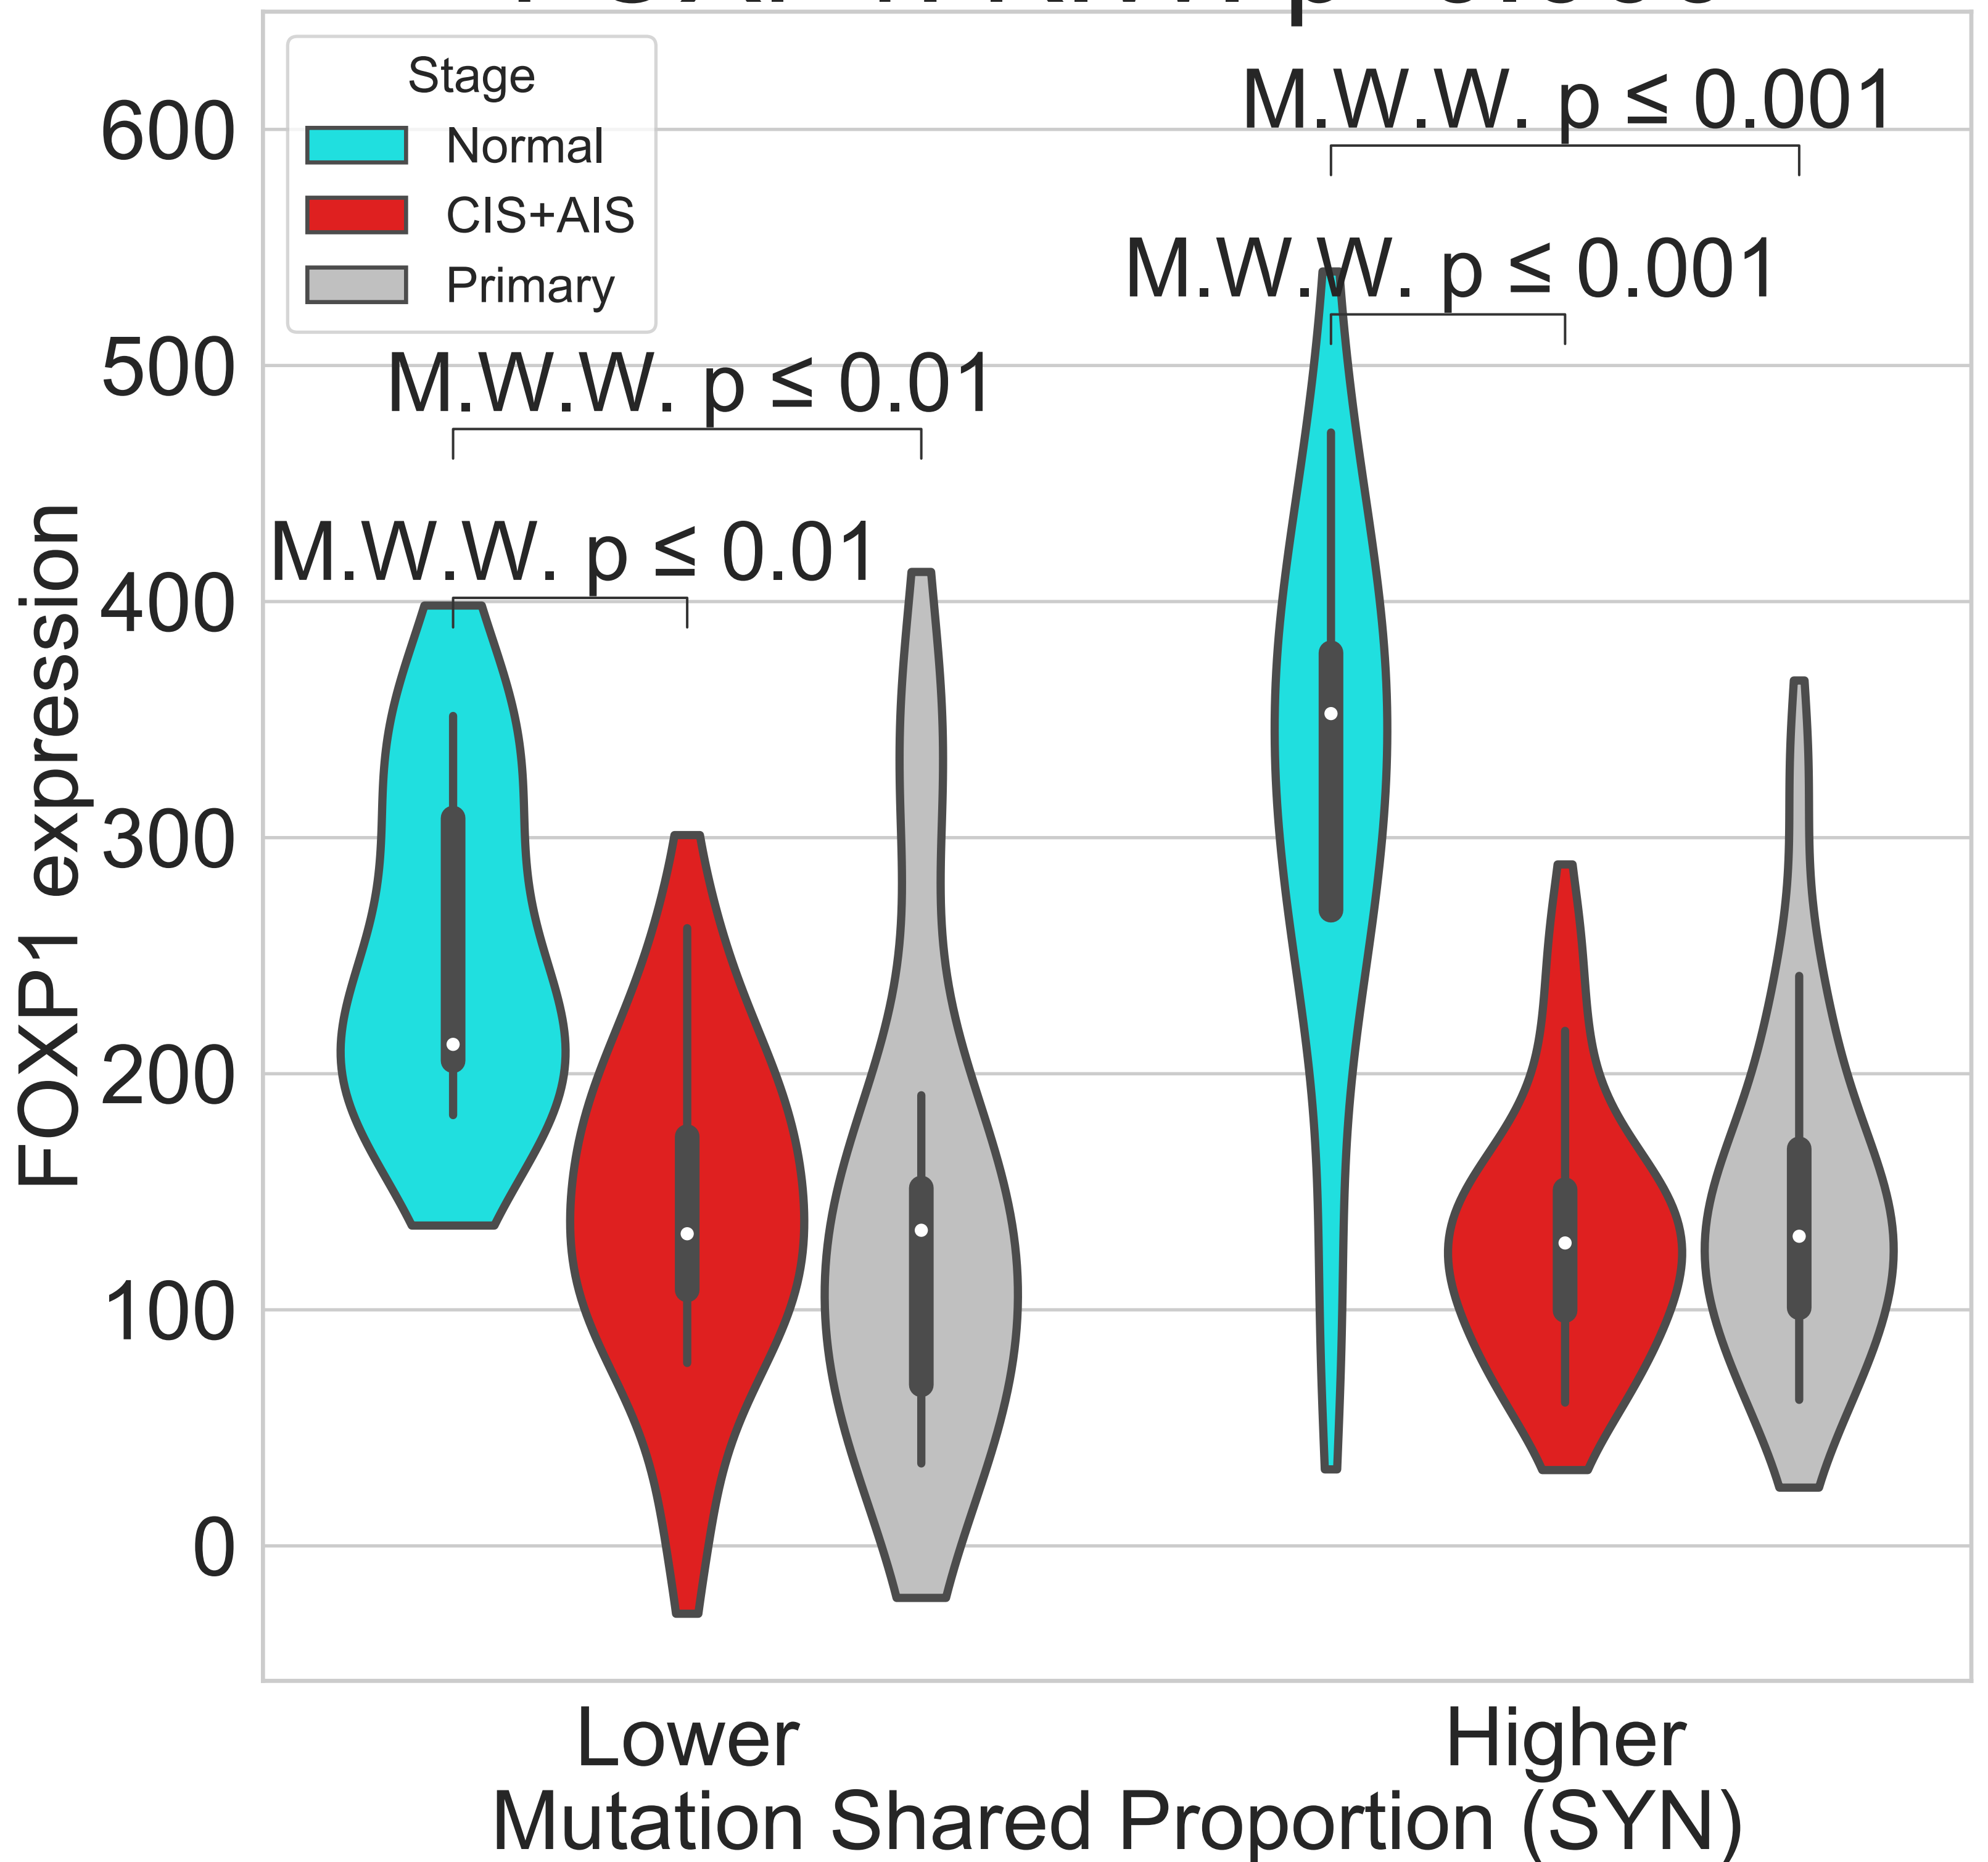 Stage
Normal
CIS+AIS
Primary
M.W.W. p ≤ 0.001
M.W.W. p ≤ 0.001
M.W.W. p ≤ 0.01
M.W.W. p ≤ 0.01
FOXP1 expression
600
500
400
300
200
100
0
Lower
Higher
Mutation Shared Proportion (SYN)